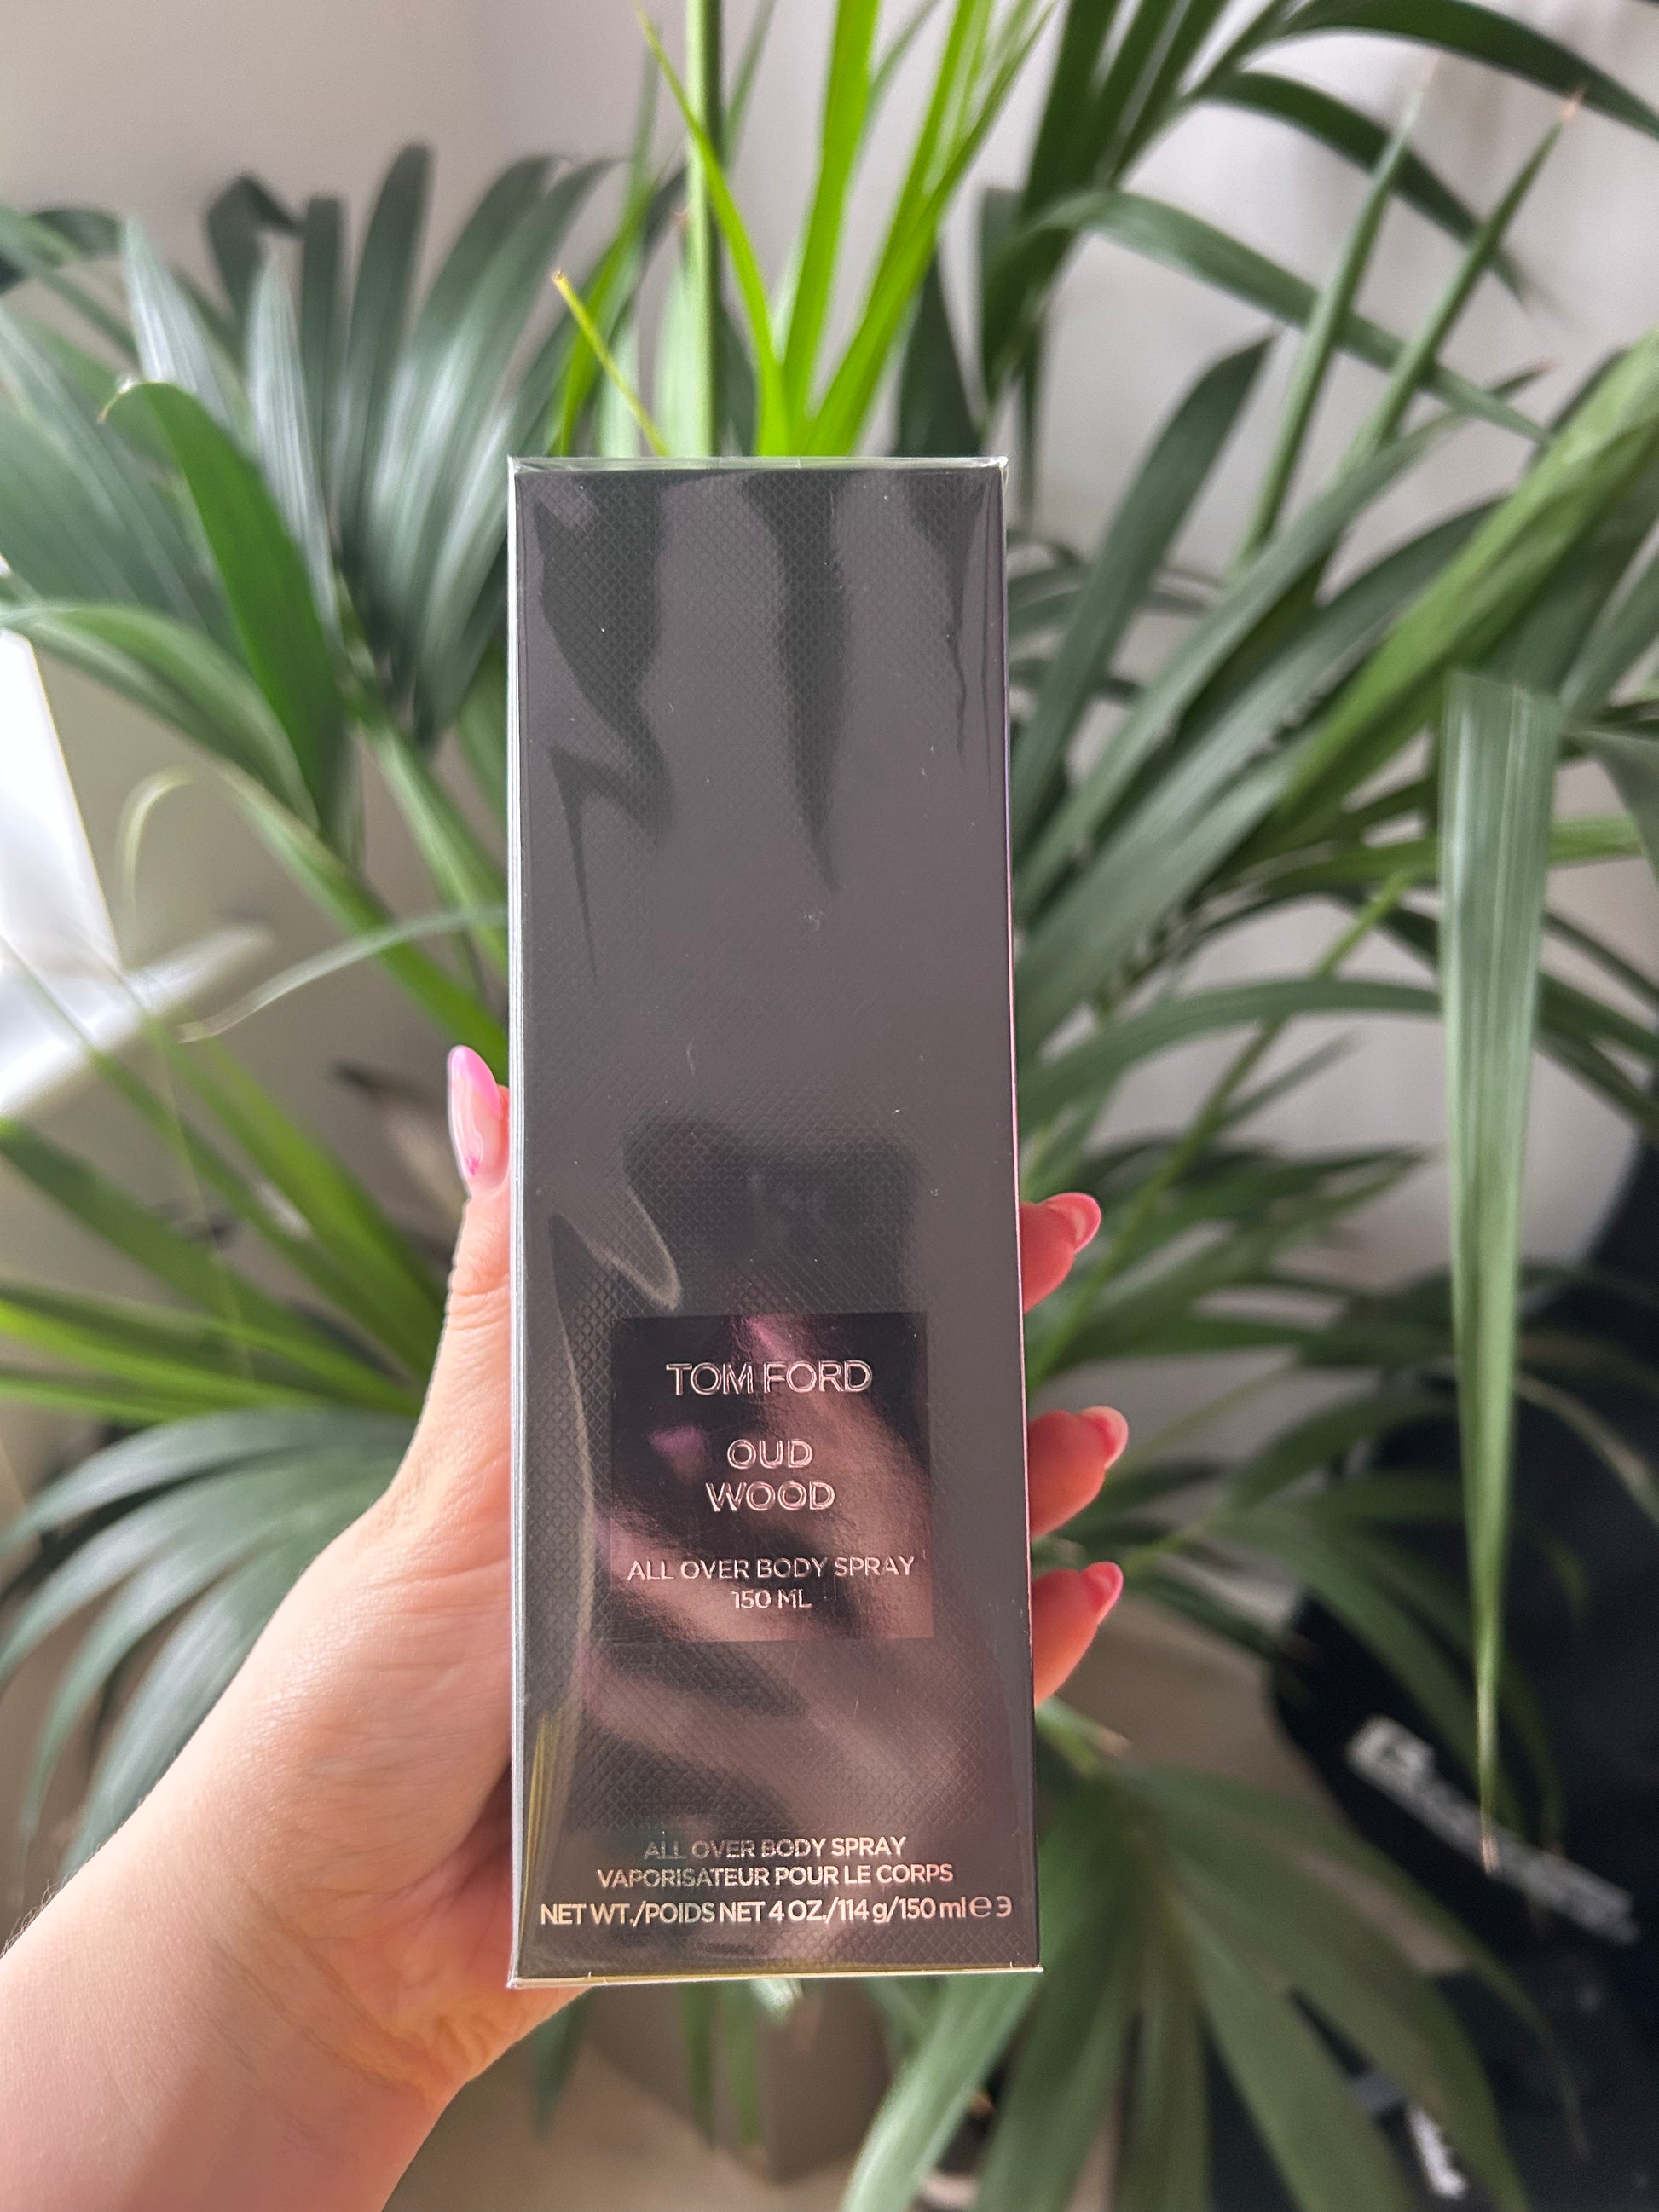 TOM FORD
OUD
WOOD
ALL OVER BODY SPRAY
150 ML
ALL OVER BODY SPRAY
VAPORISATEUR POUR LE CORPS
NET WT./POIDS NET 4 OZ./114 g/150 ml ℮ Э